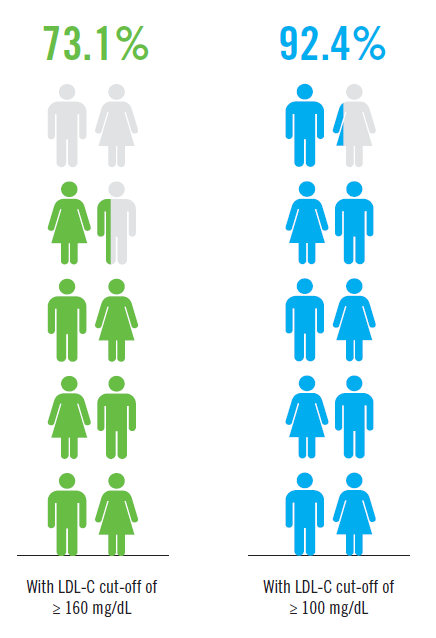 73.1%
92.4%
With LDL-C cut-off of
≥ 160 mg/dL
With LDL-C cut-off of
≥ 100 mg/dL